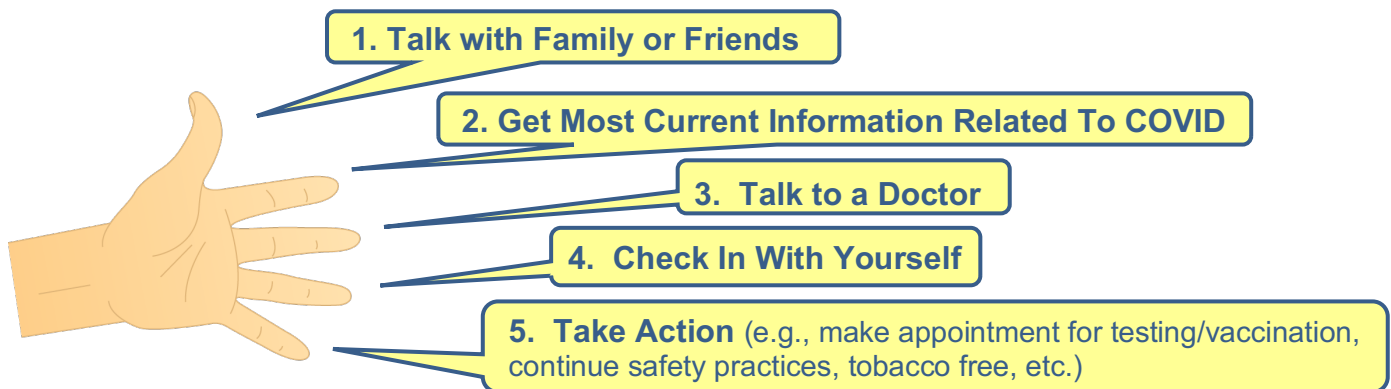 1. Talk with Family or Friends
2. Get Most Current Information Related To COVID
3. Talk to a Doctor
4. Check In With Yourself
5. Take Action (e.g., make appointment for testing/vaccination,
continue safety practices, tobacco free, etc.)